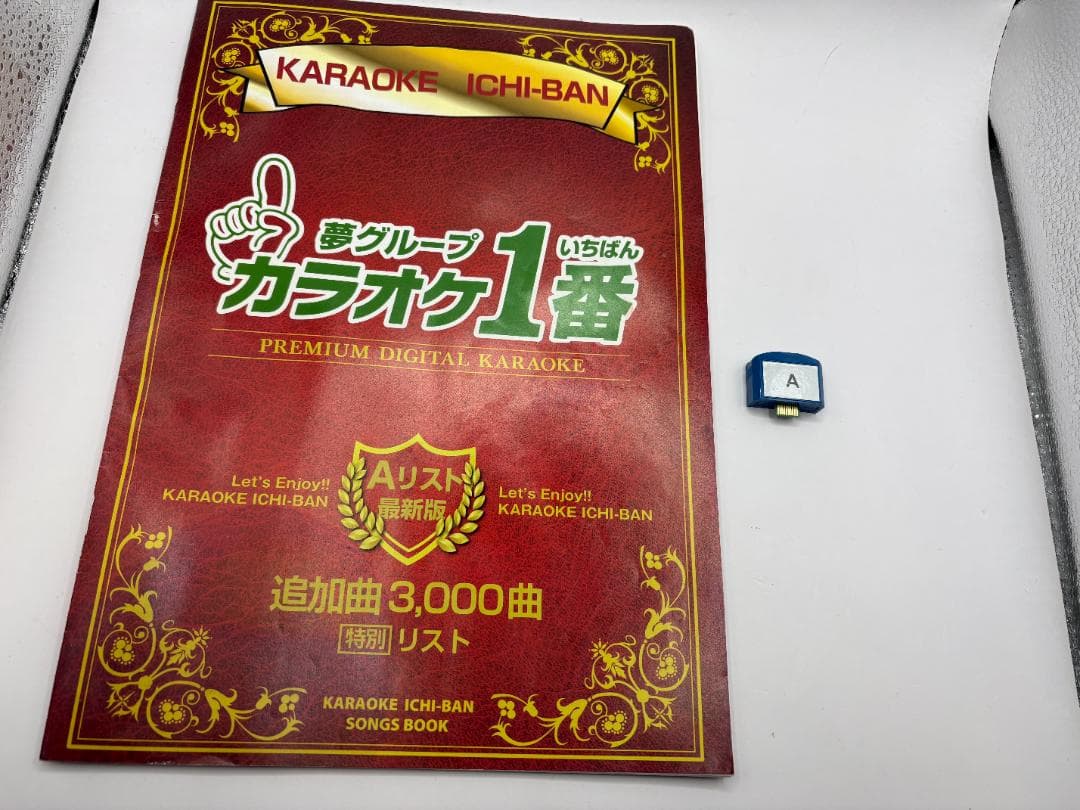 KARAOKE ICHI-BAN
夢グループ
いちばん
カラオケ1番
PREMIUM DIGITAL KARAOKE
Let's Enjoy!!
KARAOKE ICHI-BAN
Aリスト
最新版
Let's Enjoy!!
KARAOKE ICHI-BAN
追加曲3,000曲
特別 リスト
KARAOKE ICHI-BAN
SONGS BOOK
A